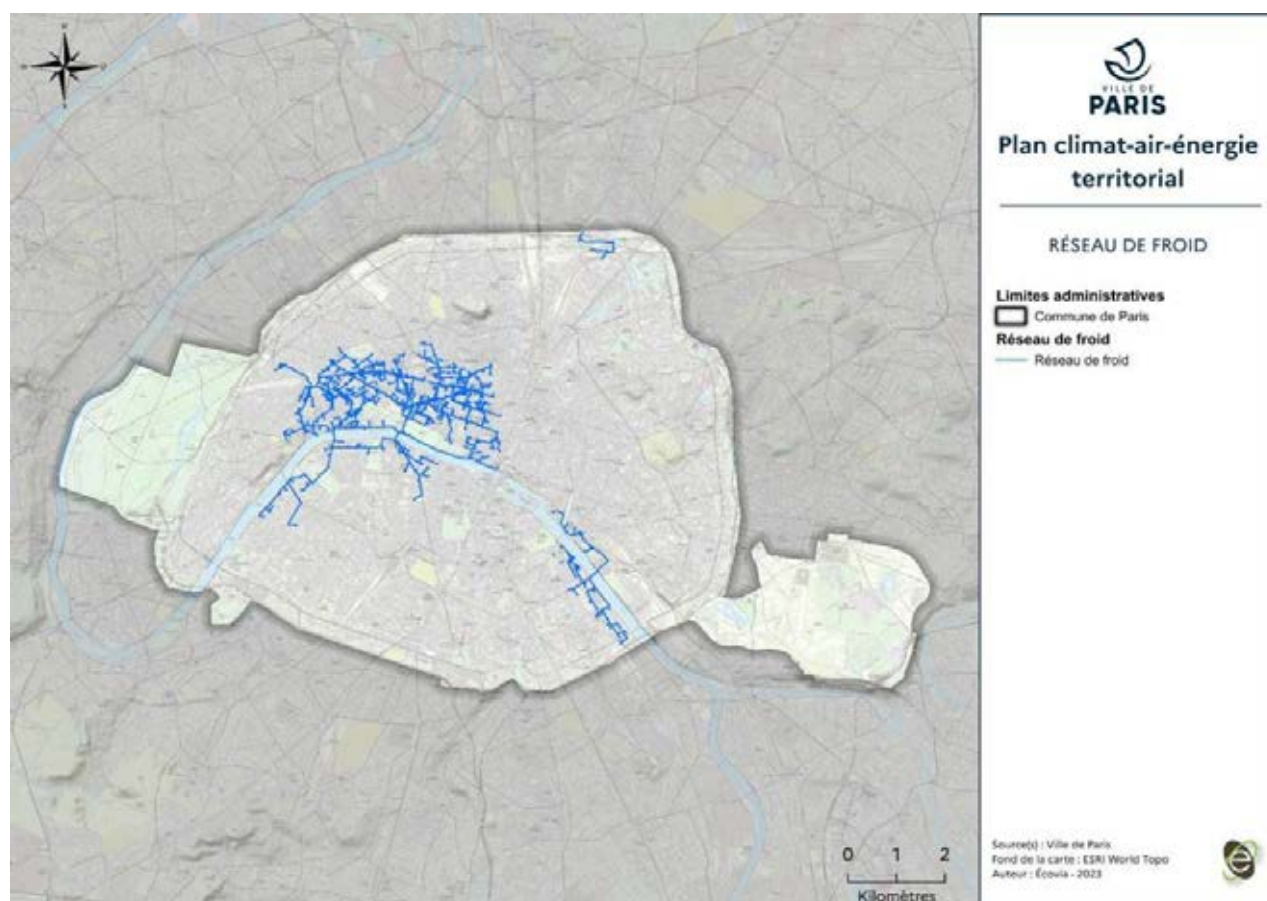 VILLE DE
PARIS
Plan climat-air-énergie
territorial
RÉSEAU DE FROID
Limites administratives
Commune de Paris
Réseau de froid
Réseau de froid
Source(s) : Ville de Paris
Fond de la carte : ESRI World Topo
Auteur : Écovia - 2023
0 1 2
Kilomètres